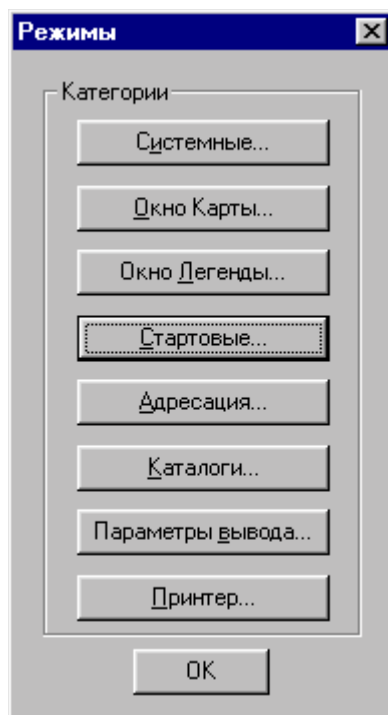 Режимы
Категории
Системные...
Окно Карты...
Окно Легенды...
Стартовые...
Адресация...
Каталоги...
Параметры вывода...
Принтер...
OK